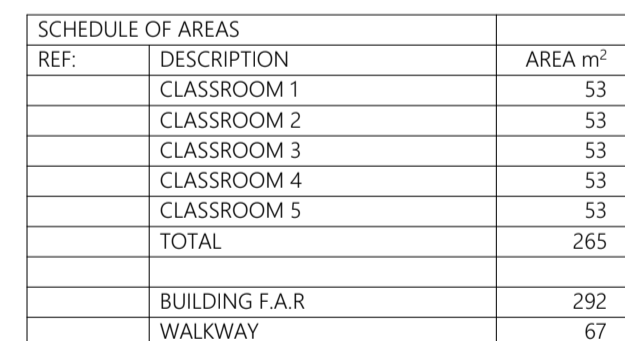 SCHEDULE OF AREAS
REF: DESCRIPTION AREA m²
CLASSROOM 1 53
CLASSROOM 2 53
CLASSROOM 3 53
CLASSROOM 4 53
CLASSROOM 5 53
TOTAL 265
BUILDING F.A.R 292
WALKWAY 67